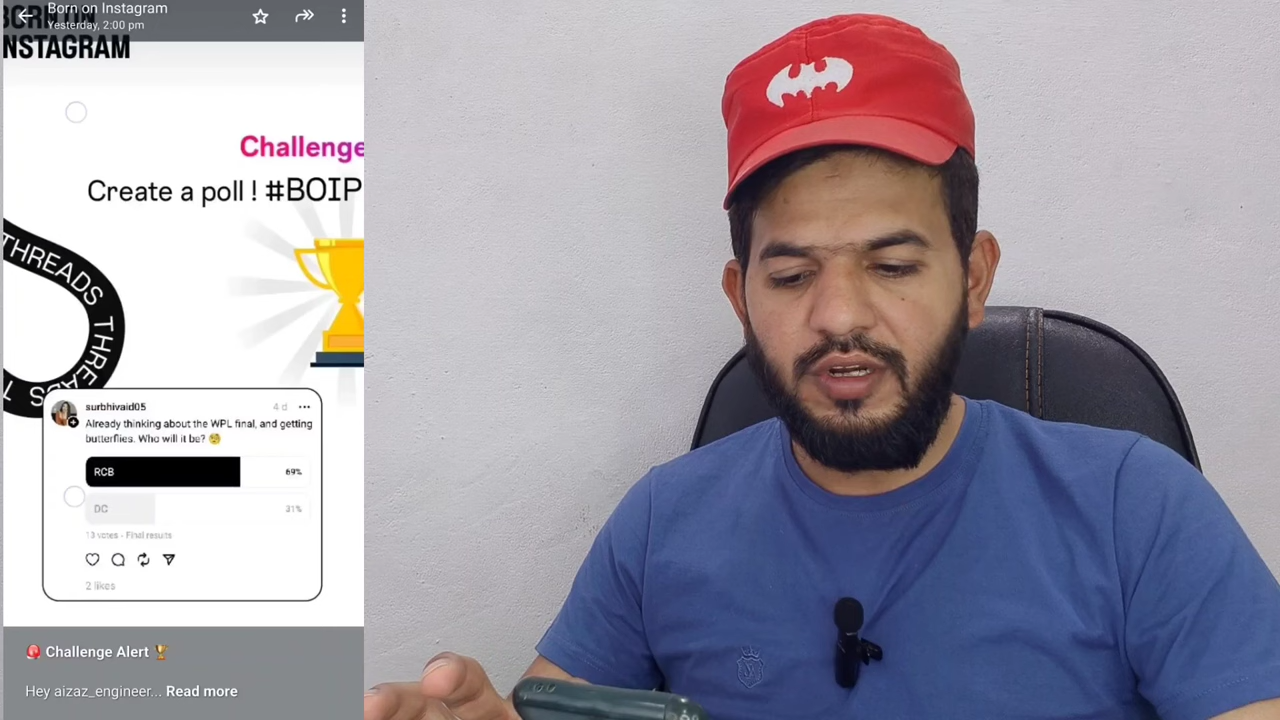 Born on Instagram
Yesterday, 2:00 pm
BORN ON
INSTAGRAM
Challenge
Create a poll ! #BOIP
THREADS THREADS T
surbhivaid05
4 d
Already thinking about the WPL final, and getting
butterflies. Who will it be? 🧐
RCB
69%
DC
31%
13 votes - Final results
2 likes
🚨 Challenge Alert 🏆
Hey aizaz_engineer... Read more